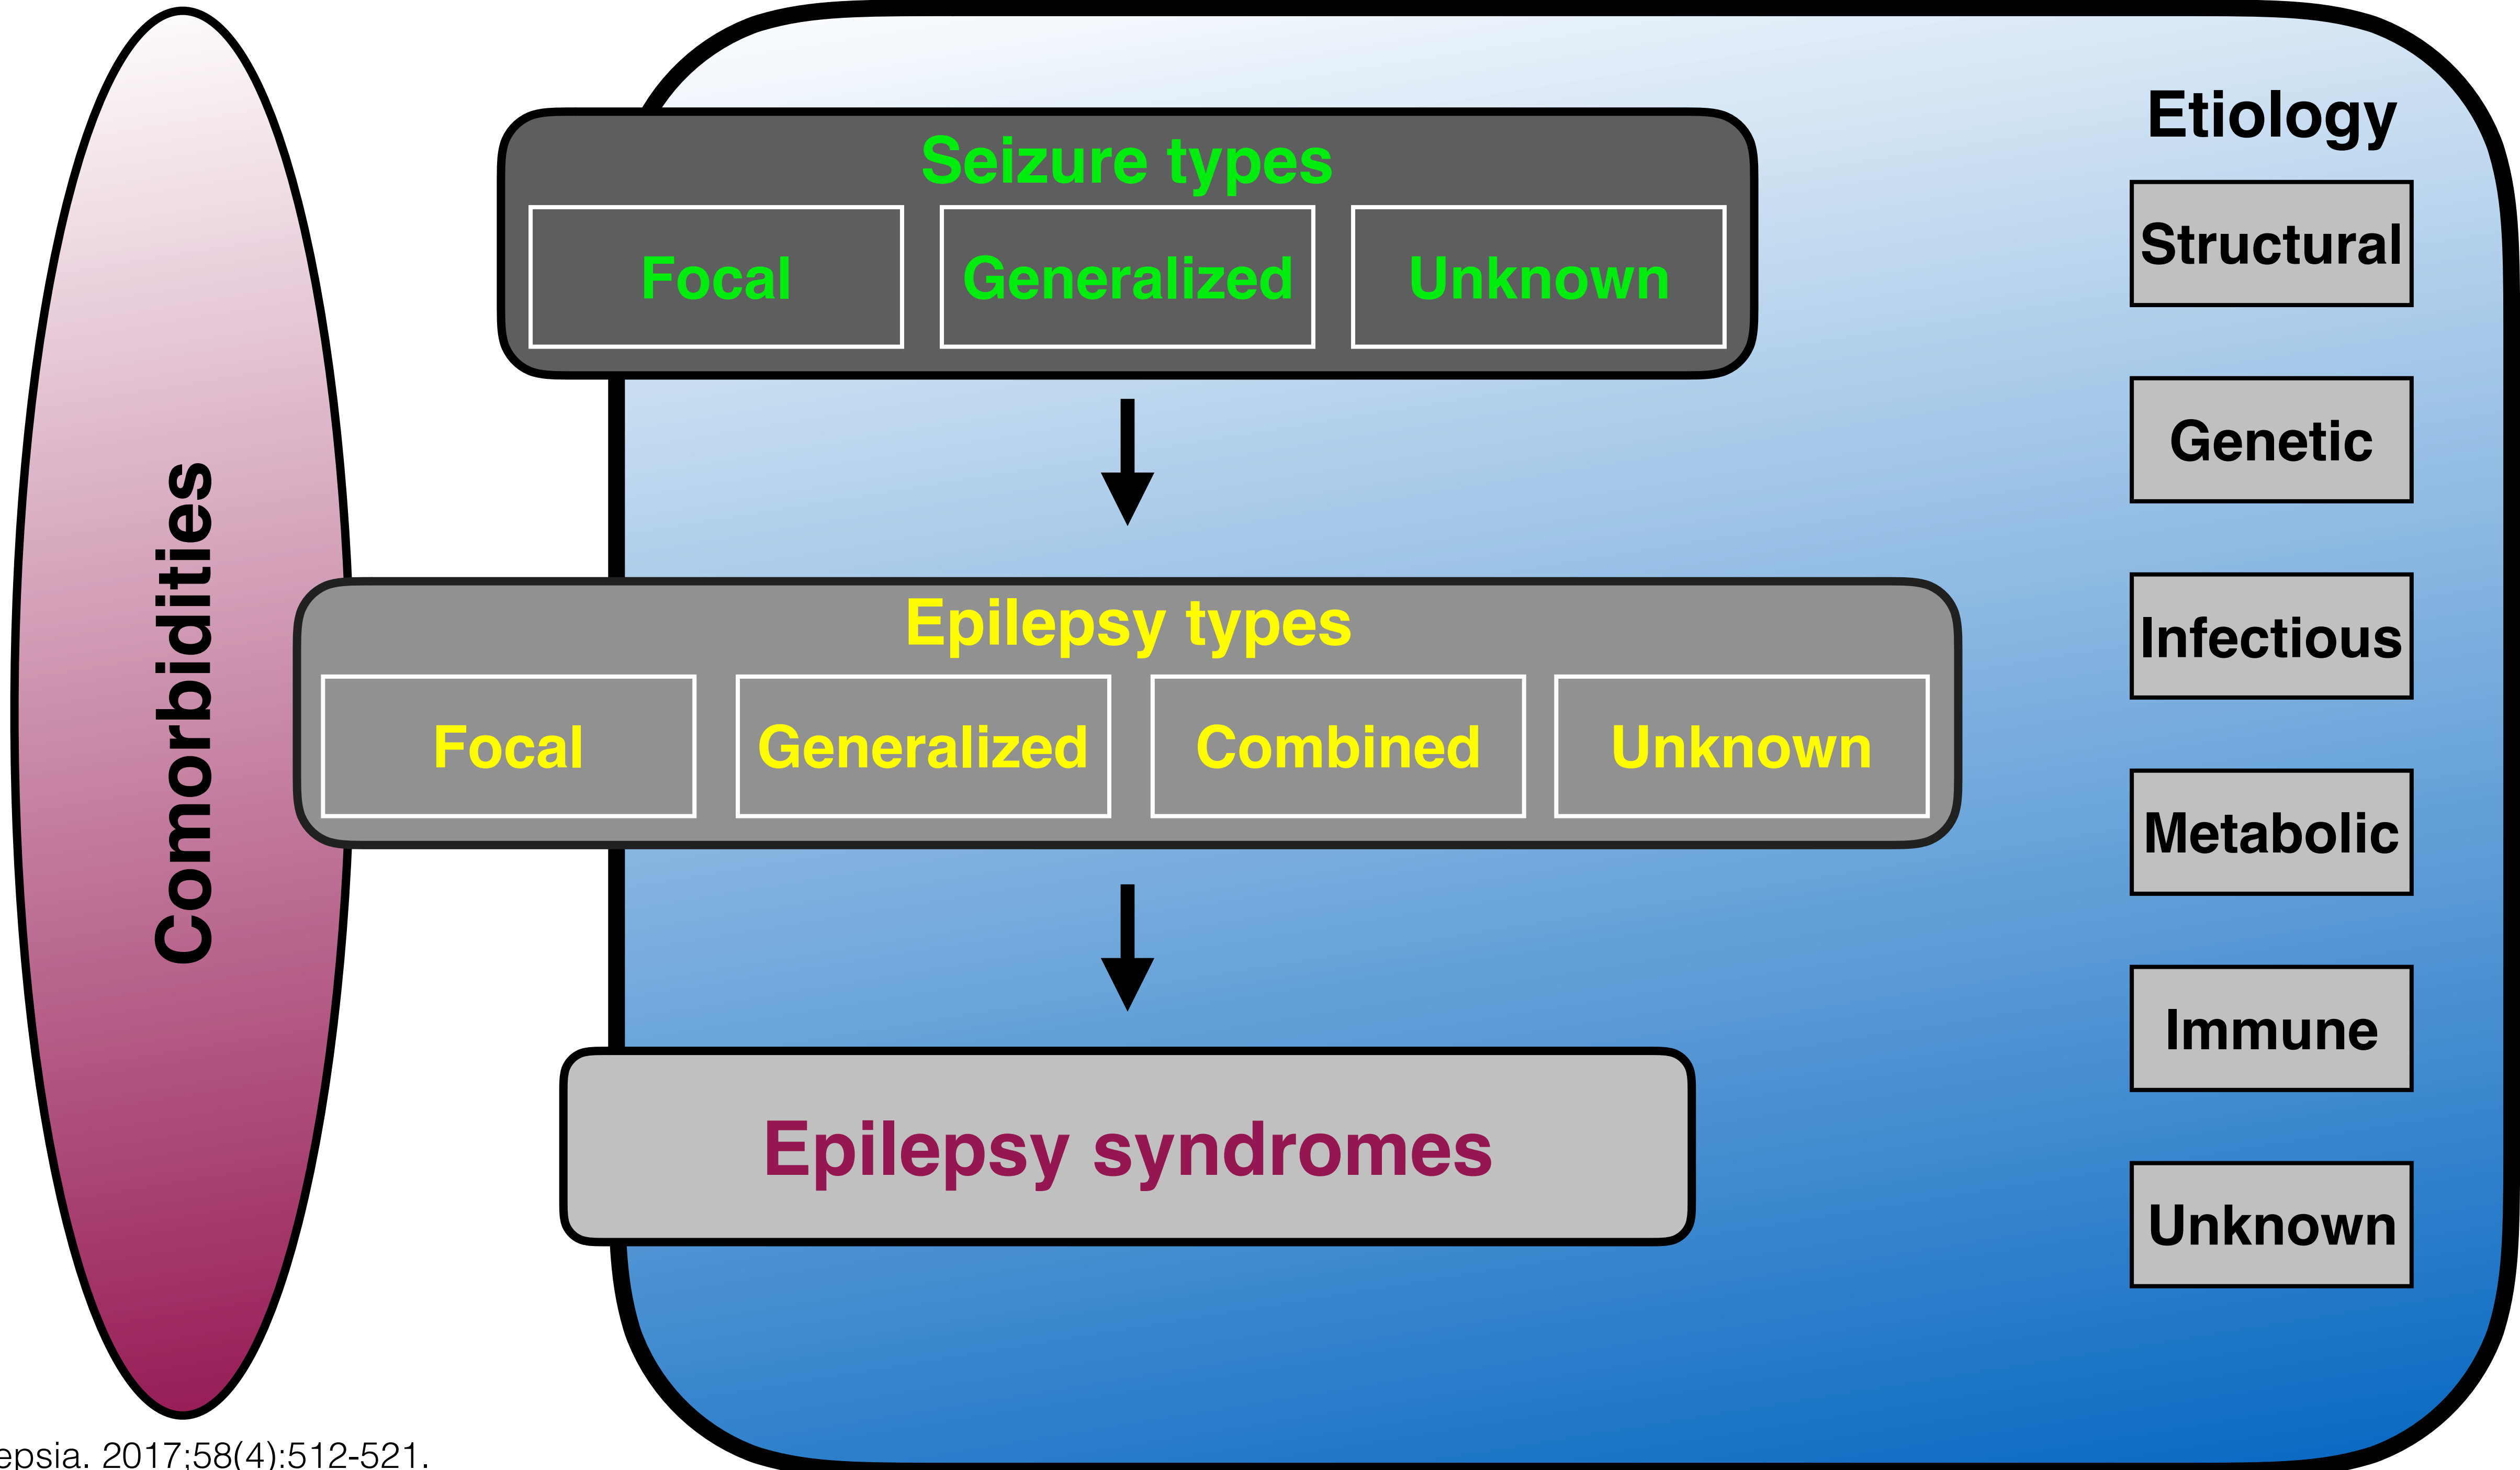 Comorbidities
Seizure types
Focal
Generalized
Unknown
Epilepsy types
Focal
Generalized
Combined
Unknown
Epilepsy syndromes
Etiology
Structural
Genetic
Infectious
Metabolic
Immune
Unknown
epsia. 2017;58(4):512-521.